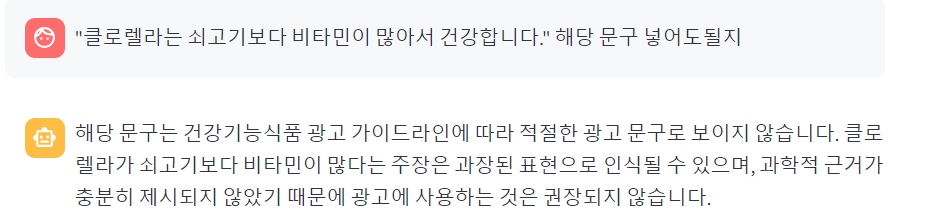 "클로렐라는 쇠고기보다 비타민이 많아서 건강합니다." 해당 문구 넣어도될지
해당 문구는 건강기능식품 광고 가이드라인에 따라 적절한 광고 문구로 보이지 않습니다. 클로
렐라가 쇠고기보다 비타민이 많다는 주장은 과장된 표현으로 인식될 수 있으며, 과학적 근거가
충분히 제시되지 않았기 때문에 광고에 사용하는 것은 권장되지 않습니다.